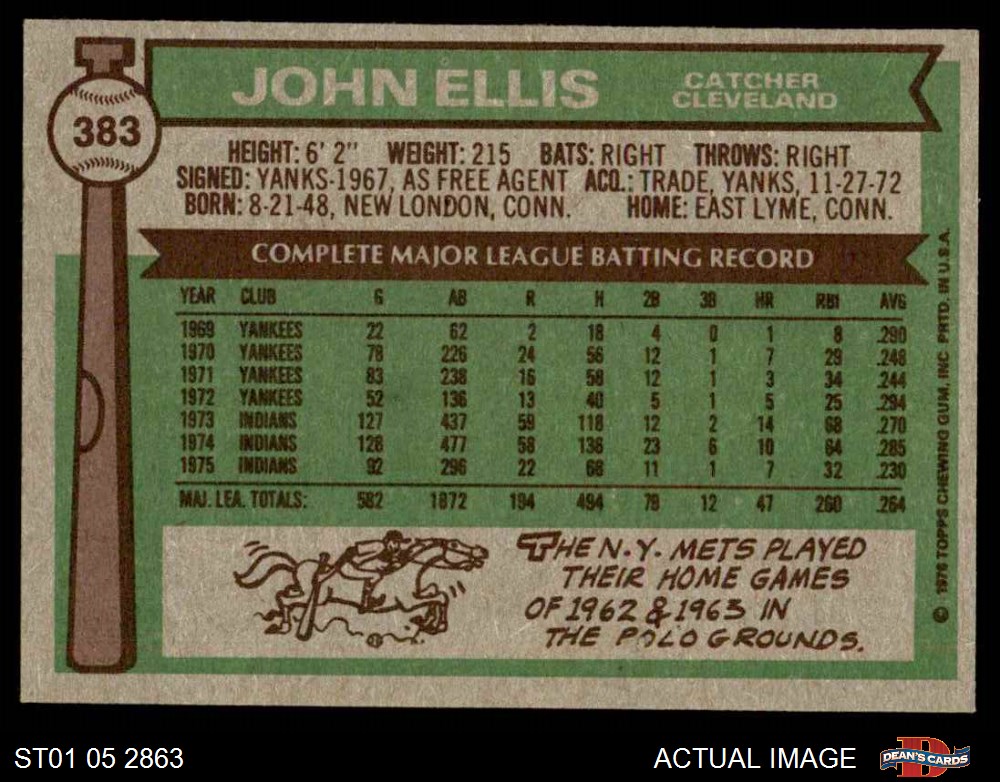 JOHN ELLIS
CATCHER
CLEVELAND
383
HEIGHT: 6' 2" WEIGHT: 215 BATS: RIGHT THROWS: RIGHT
SIGNED: YANKS-1967, AS FREE AGENT ACQ.: TRADE, YANKS, 11-27-72
BORN: 8-21-48, NEW LONDON, CONN. HOME: EAST LYME, CONN.
COMPLETE MAJOR LEAGUE BATTING RECORD
YEAR CLUB G AB R H 2B 3B HR RBI AVG
1969 YANKEES 22 62 2 18 4 0 1 8 .290
1970 YANKEES 78 226 24 56 12 1 7 29 .248
1971 YANKEES 83 238 16 58 12 1 3 34 .244
1972 YANKEES 52 136 13 40 5 1 5 25 .294
1973 INDIANS 127 437 59 118 12 2 14 68 .270
1974 INDIANS 128 477 58 136 23 6 10 64 .285
1975 INDIANS 92 296 22 68 11 1 7 32 .230
MAJ. LEA. TOTALS: 582 1872 194 494 79 12 47 260 .264
THE N.Y. METS PLAYED
THEIR HOME GAMES
OF 1962 & 1963 IN
THE POLO GROUNDS.
© 1976 TOPPS CHEWING GUM, INC. PRTD. IN U.S.A.
ST01 05 2863
ACTUAL IMAGE
D
DEAN'S CARDS